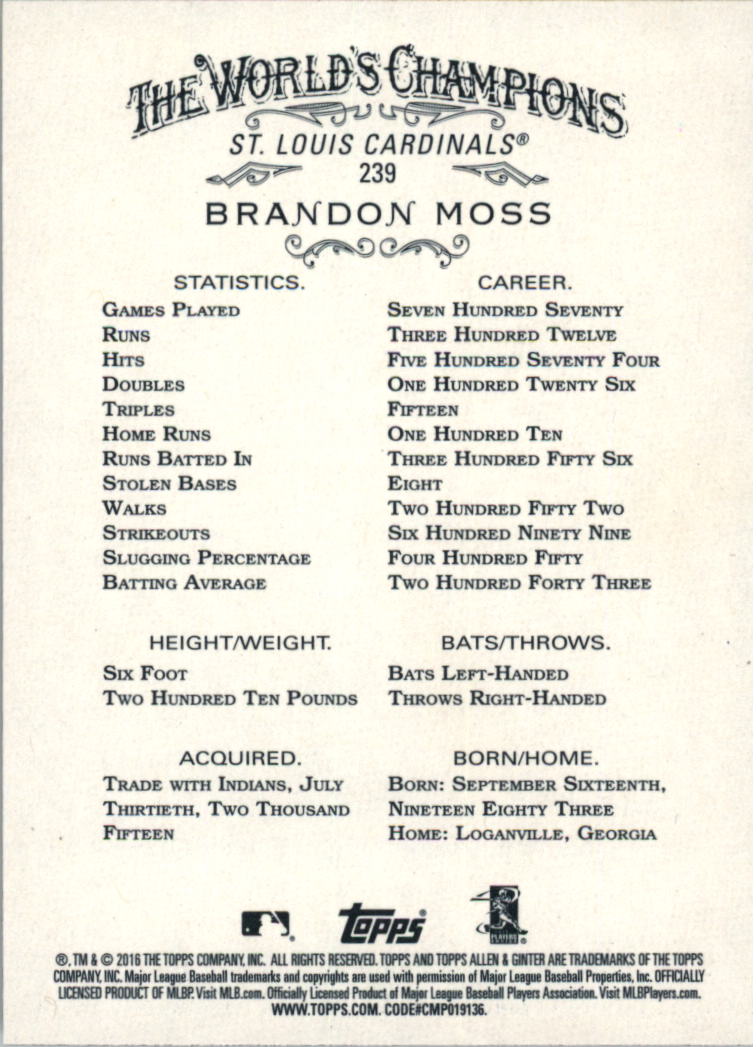 THE WORLD'S CHAMPIONS
ST. LOUIS CARDINALS®
239
BRANDON MOSS
STATISTICS. CAREER.
GAMES PLAYED SEVEN HUNDRED SEVENTY
RUNS THREE HUNDRED TWELVE
HITS FIVE HUNDRED SEVENTY FOUR
DOUBLES ONE HUNDRED TWENTY SIX
TRIPLES FIFTEEN
HOME RUNS ONE HUNDRED TEN
RUNS BATTED IN THREE HUNDRED FIFTY SIX
STOLEN BASES EIGHT
WALKS TWO HUNDRED FIFTY TWO
STRIKEOUTS SIX HUNDRED NINETY NINE
SLUGGING PERCENTAGE FOUR HUNDRED FIFTY
BATTING AVERAGE TWO HUNDRED FORTY THREE
HEIGHT/WEIGHT. BATS/THROWS.
SIX FOOT BATS LEFT-HANDED
TWO HUNDRED TEN POUNDS THROWS RIGHT-HANDED
ACQUIRED. BORN/HOME.
TRADE WITH INDIANS, JULY BORN: SEPTEMBER SIXTEENTH,
THIRTIETH, TWO THOUSAND NINETEEN EIGHTY THREE
FIFTEEN HOME: LOGANVILLE, GEORGIA
Topps PLAYERS
®, TM & © 2016 THE TOPPS COMPANY, INC. ALL RIGHTS RESERVED. TOPPS AND TOPPS ALLEN & GINTER ARE TRADEMARKS OF THE TOPPS
COMPANY, INC. Major League Baseball trademarks and copyrights are used with permission of Major League Baseball Properties, Inc. OFFICIALLY
LICENSED PRODUCT OF MLBP. Visit MLB.com. Officially Licensed Product of Major League Baseball Players Association. Visit MLBPlayers.com.
WWW.TOPPS.COM. CODE#CMP019136.